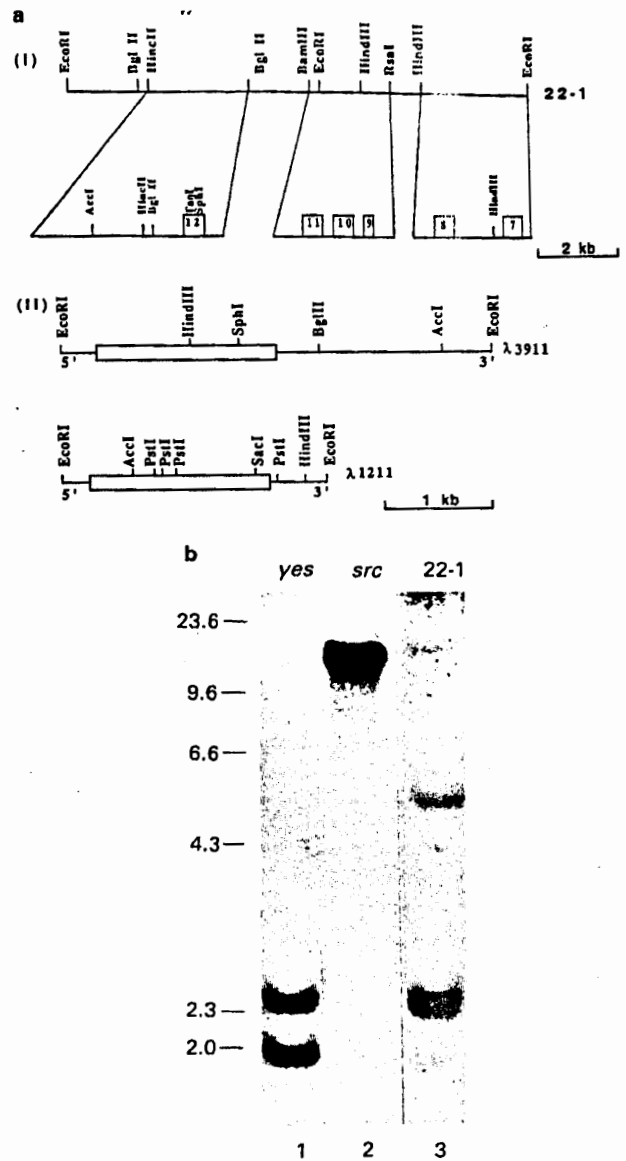 a
(I)
EcoRI Bgl II HincII Bgl II BamHI EcoRI HindIII RsaI HindIII EcoRI
22-1
AccI HincII Bgl II SphI HindIII
12 11 10 9 8 7
2 kb
(II)
EcoRI HindIII SphI BglII AccI EcoRI
5' 3' λ3911
EcoRI AccI PstI PstI PstI SacI PstI HindIII EcoRI
5' 3' λ1211
1 kb
b
yes src 22-1
23.6
9.6
6.6
4.3
2.3
2.0
1 2 3